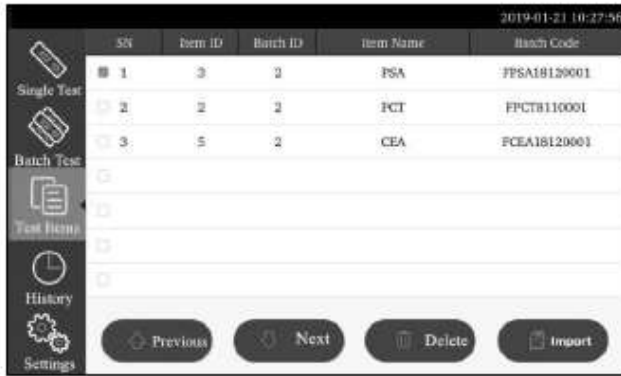 2019-01-21 10:27:56
SN Item ID Batch ID Item Name Batch Code
Single Test
1 3 2 PSA FPSA18120001
2 2 2 PCT FPCT8110001
3 5 2 CEA FCEA18120001
Batch Test
Test Items
History
Settings
Previous Next Delete Import